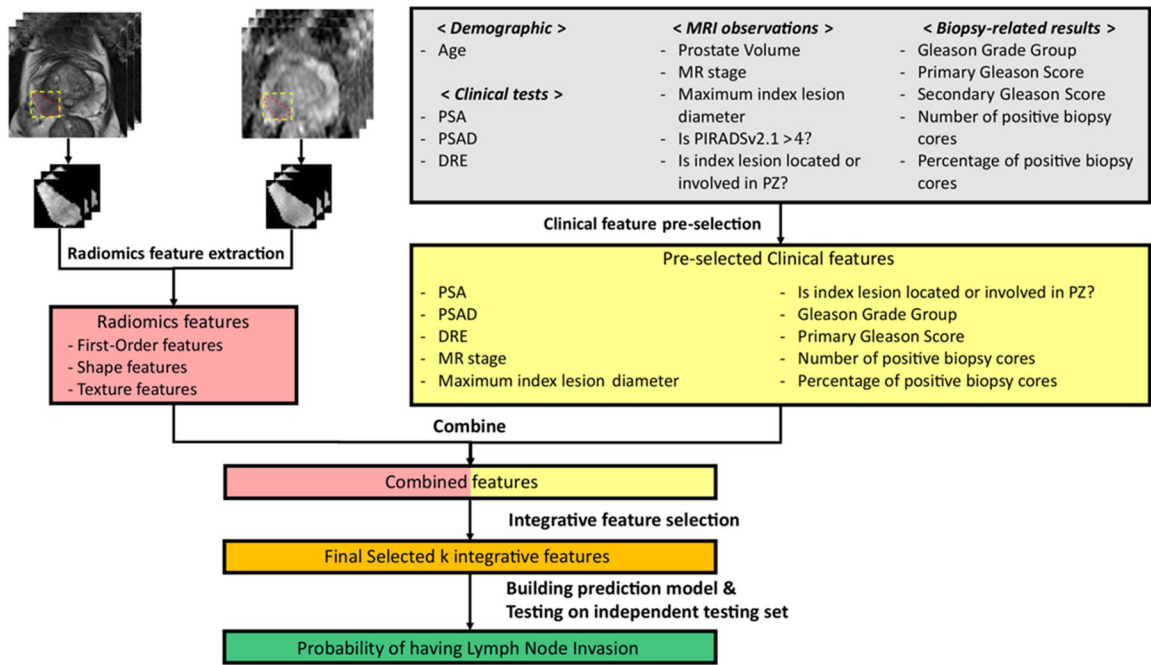 < Demographic >
- Age
< Clinical tests >
- PSA
- PSAD
- DRE
< MRI observations >
- Prostate Volume
- MR stage
- Maximum index lesion
diameter
- Is PIRADSv2.1 >4?
- Is index lesion located or
involved in PZ?
< Biopsy-related results >
- Gleason Grade Group
- Primary Gleason Score
- Secondary Gleason Score
- Number of positive biopsy
cores
- Percentage of positive biopsy
cores
Clinical feature pre-selection
Radiomics feature extraction
Pre-selected Clinical features
- PSA
- PSAD
- DRE
- MR stage
- Maximum index lesion diameter
- Is index lesion located or involved in PZ?
- Gleason Grade Group
- Primary Gleason Score
- Number of positive biopsy cores
- Percentage of positive biopsy cores
Radiomics features
- First-Order features
- Shape features
- Texture features
Combine
Combined features
Integrative feature selection
Final Selected k integrative features
Building prediction model &
Testing on independent testing set
Probability of having Lymph Node Invasion